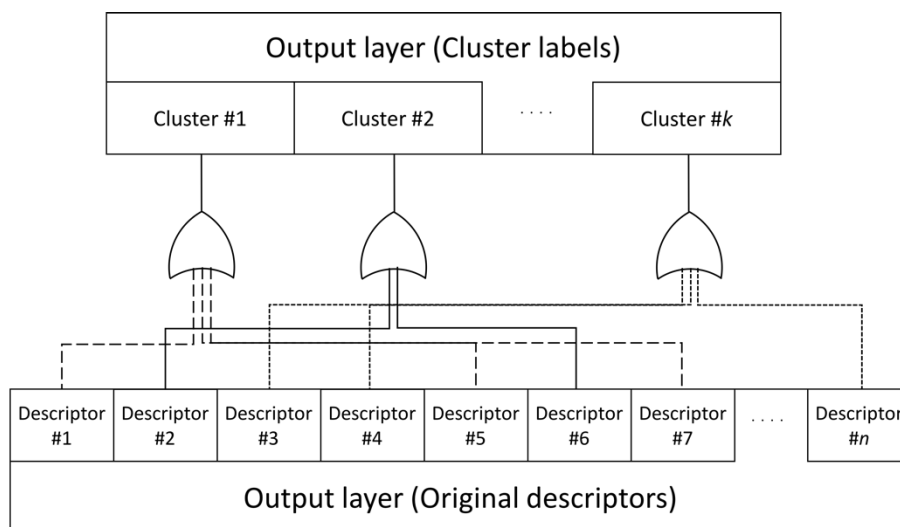 Output layer (Cluster labels)
Cluster #1
Cluster #2
. . . .
Cluster #k
Descriptor #1
Descriptor #2
Descriptor #3
Descriptor #4
Descriptor #5
Descriptor #6
Descriptor #7
. . . .
Descriptor #n
Output layer (Original descriptors)